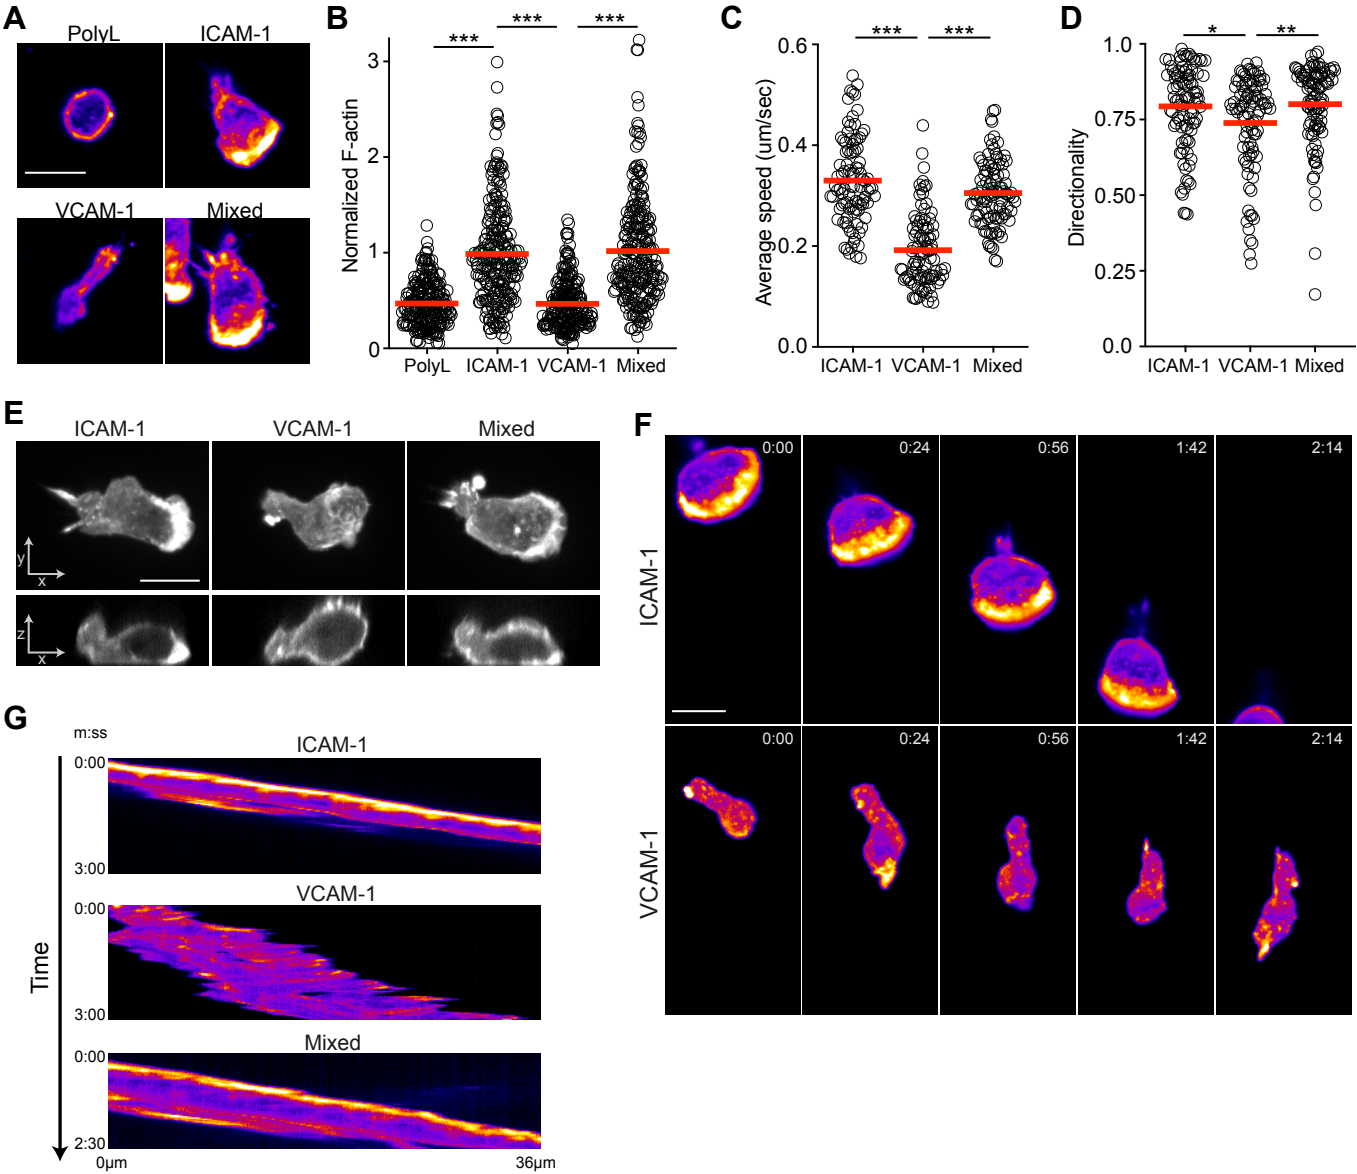 A
PolyL
ICAM-1
VCAM-1
Mixed
B
***
***
***
Normalized F-actin
3
2
1
0
PolyL
ICAM-1
VCAM-1
Mixed
C
***
***
Average speed (um/sec)
0.6
0.4
0.2
0.0
ICAM-1
VCAM-1
Mixed
D
*
**
Directionality
1.0
0.75
0.50
0.25
0.0
ICAM-1
VCAM-1
Mixed
E
ICAM-1
VCAM-1
Mixed
y
x
z
x
F
ICAM-1
0:00
0:24
0:56
1:42
2:14
VCAM-1
0:00
0:24
0:56
1:42
2:14
G
m:ss
Time
ICAM-1
0:00
3:00
VCAM-1
0:00
3:00
Mixed
0:00
2:30
0µm
36µm